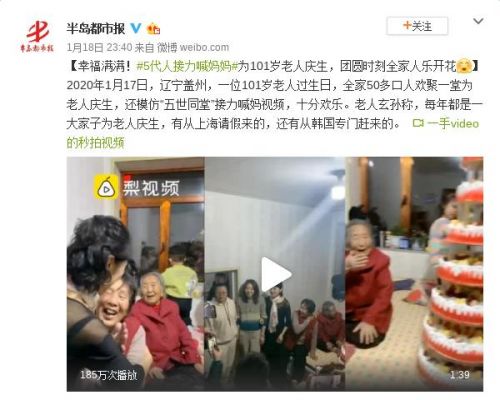 半岛都市报
+关注
1月18日 23:40 来自 微博 weibo.com
【幸福满满！#5代人接力喊妈妈#为101岁老人庆生，团圆时刻全家人乐开花】
2020年1月17日，辽宁盖州，一位101岁老人过生日，全家50多口人欢聚一堂为
老人庆生，还模仿"五世同堂"接力喊妈视频，十分欢乐。老人玄孙称，每年都是一
大家子为老人庆生，有从上海请假来的，还有从韩国专门赶来的。 一手video
的秒拍视频
梨视频
185万次播放
1:39
半岛都市报